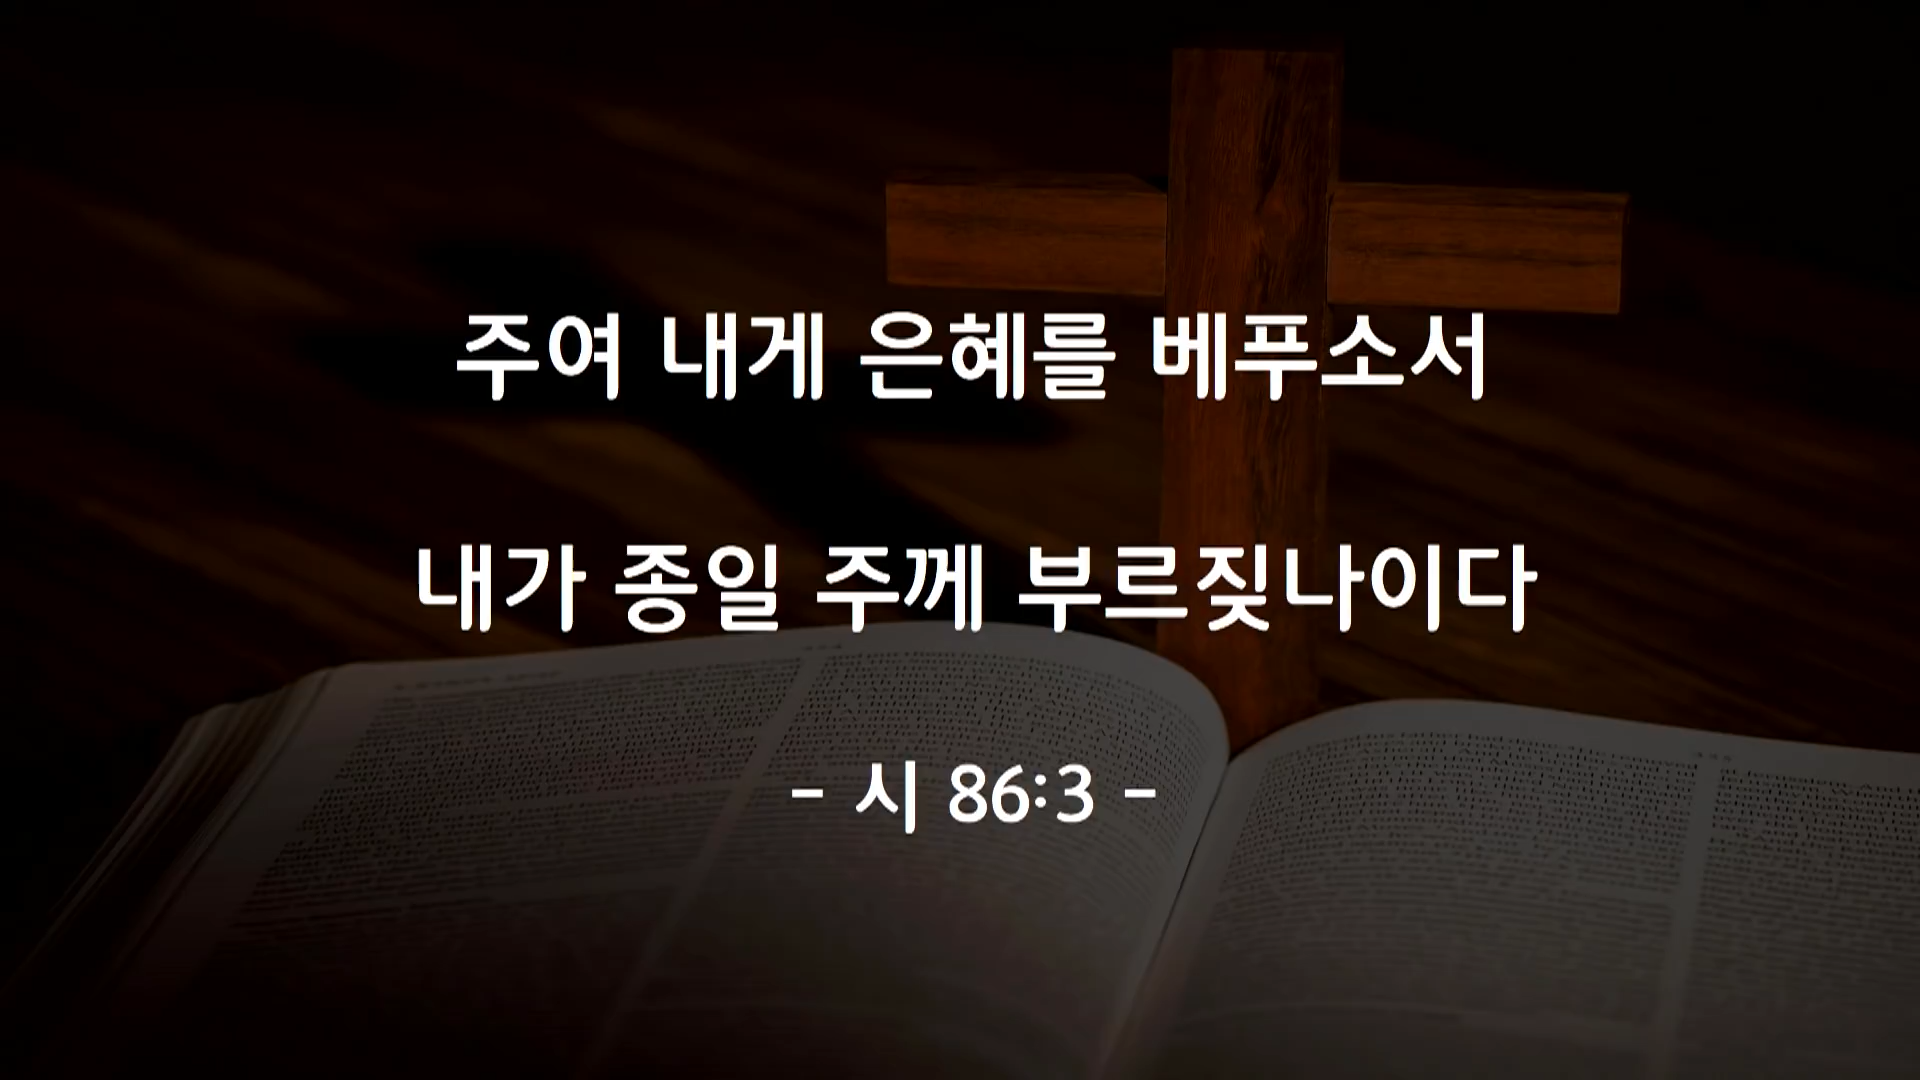 주여 내게 은혜를 베푸소서
내가 종일 주께 부르짖나이다
- 시 86:3 -